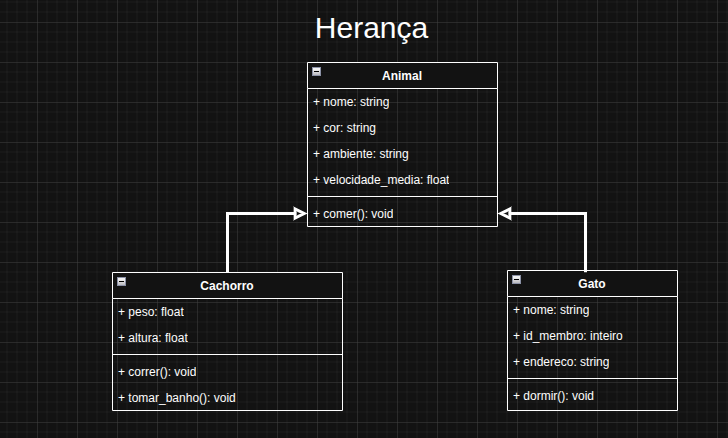 Herança
Animal
+ nome: string
+ cor: string
+ ambiente: string
+ velocidade_media: float
+ comer(): void
Cachorro
+ peso: float
+ altura: float
+ correr(): void
+ tomar_banho(): void
Gato
+ nome: string
+ id_membro: inteiro
+ endereco: string
+ dormir(): void